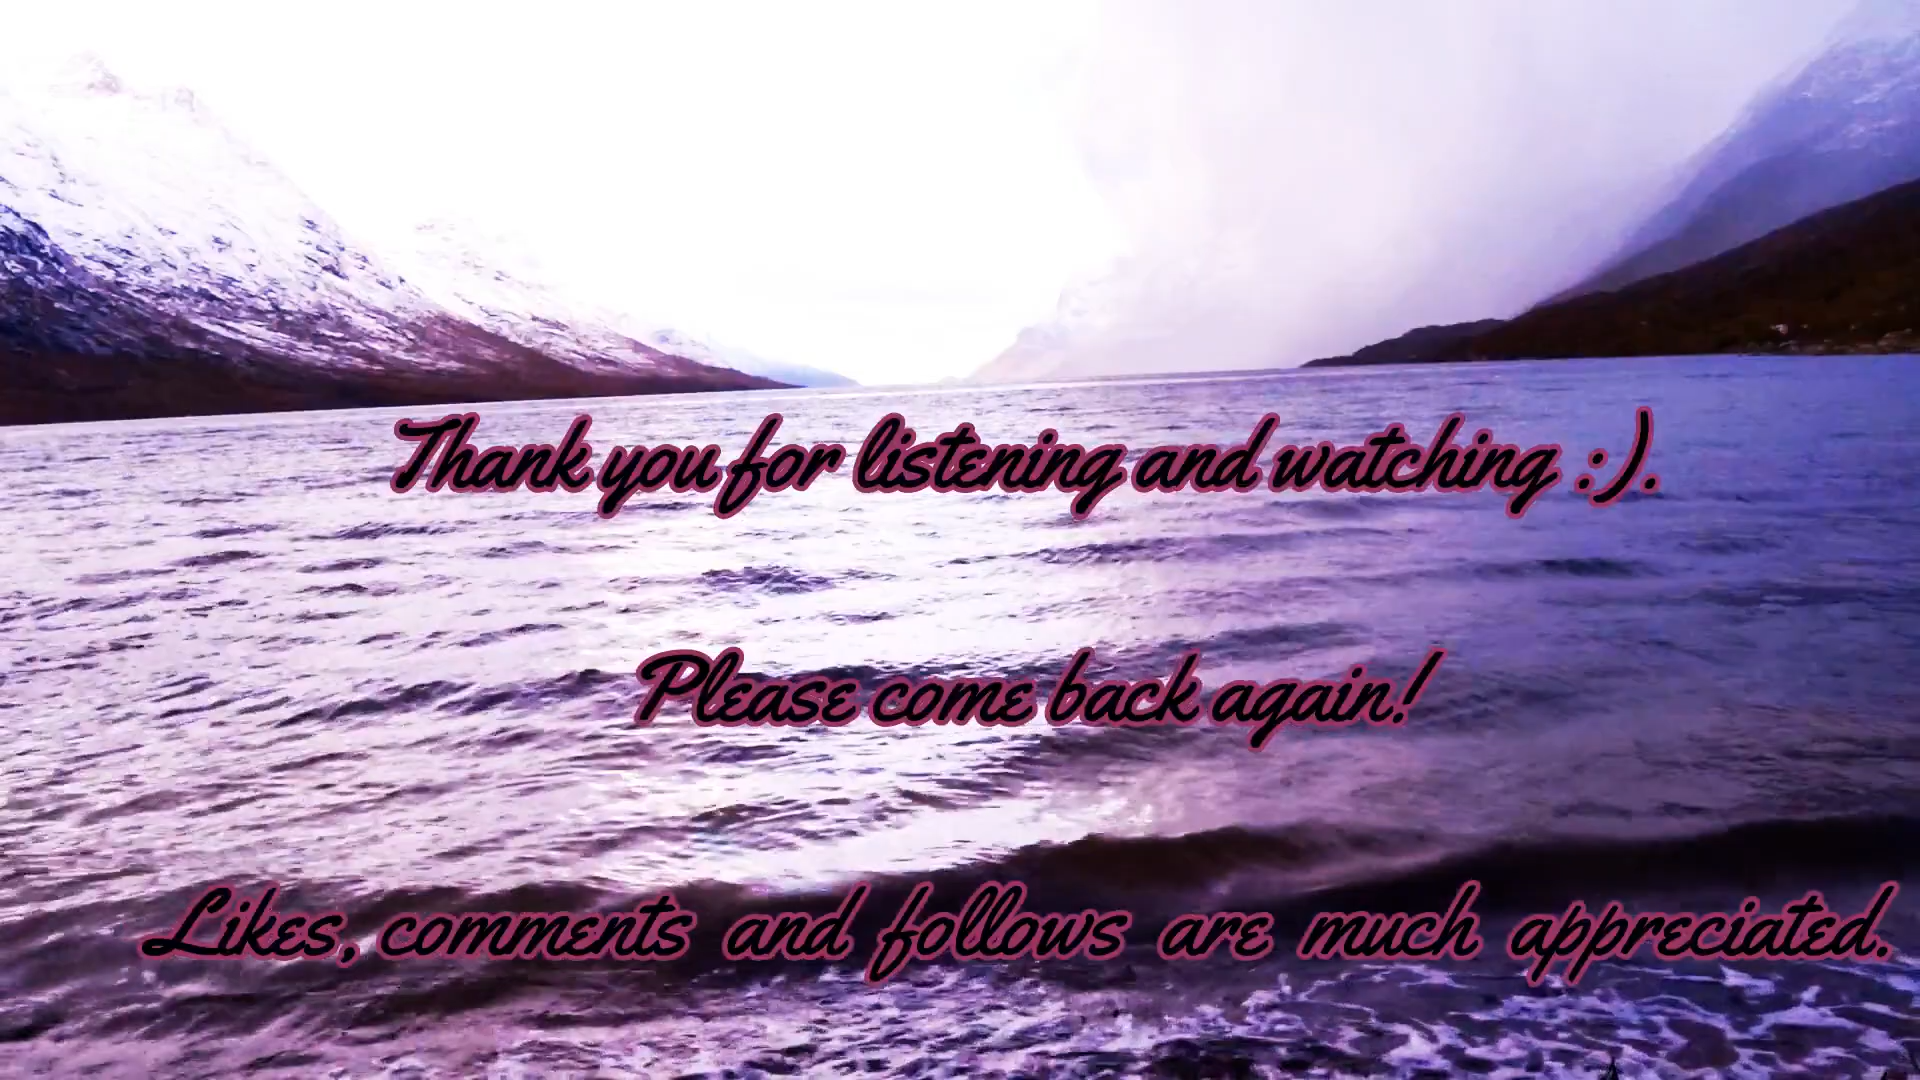 Thank you for listening and watching :).
Please come back again!
Likes, comments and follows are much appreciated.